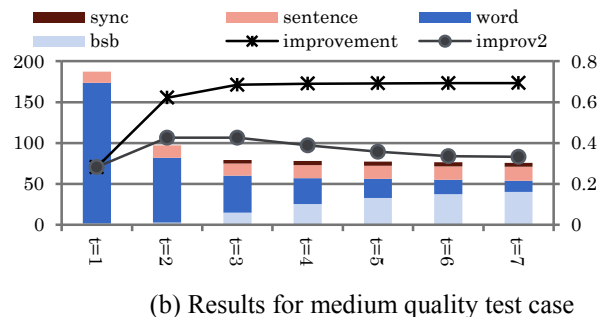 sync sentence word
bsb improvement improv2
200 0.8
150 0.6
100 0.4
50 0.2
0 0
t=1 t=2 t=3 t=4 t=5 t=6 t=7
(b) Results for medium quality test case